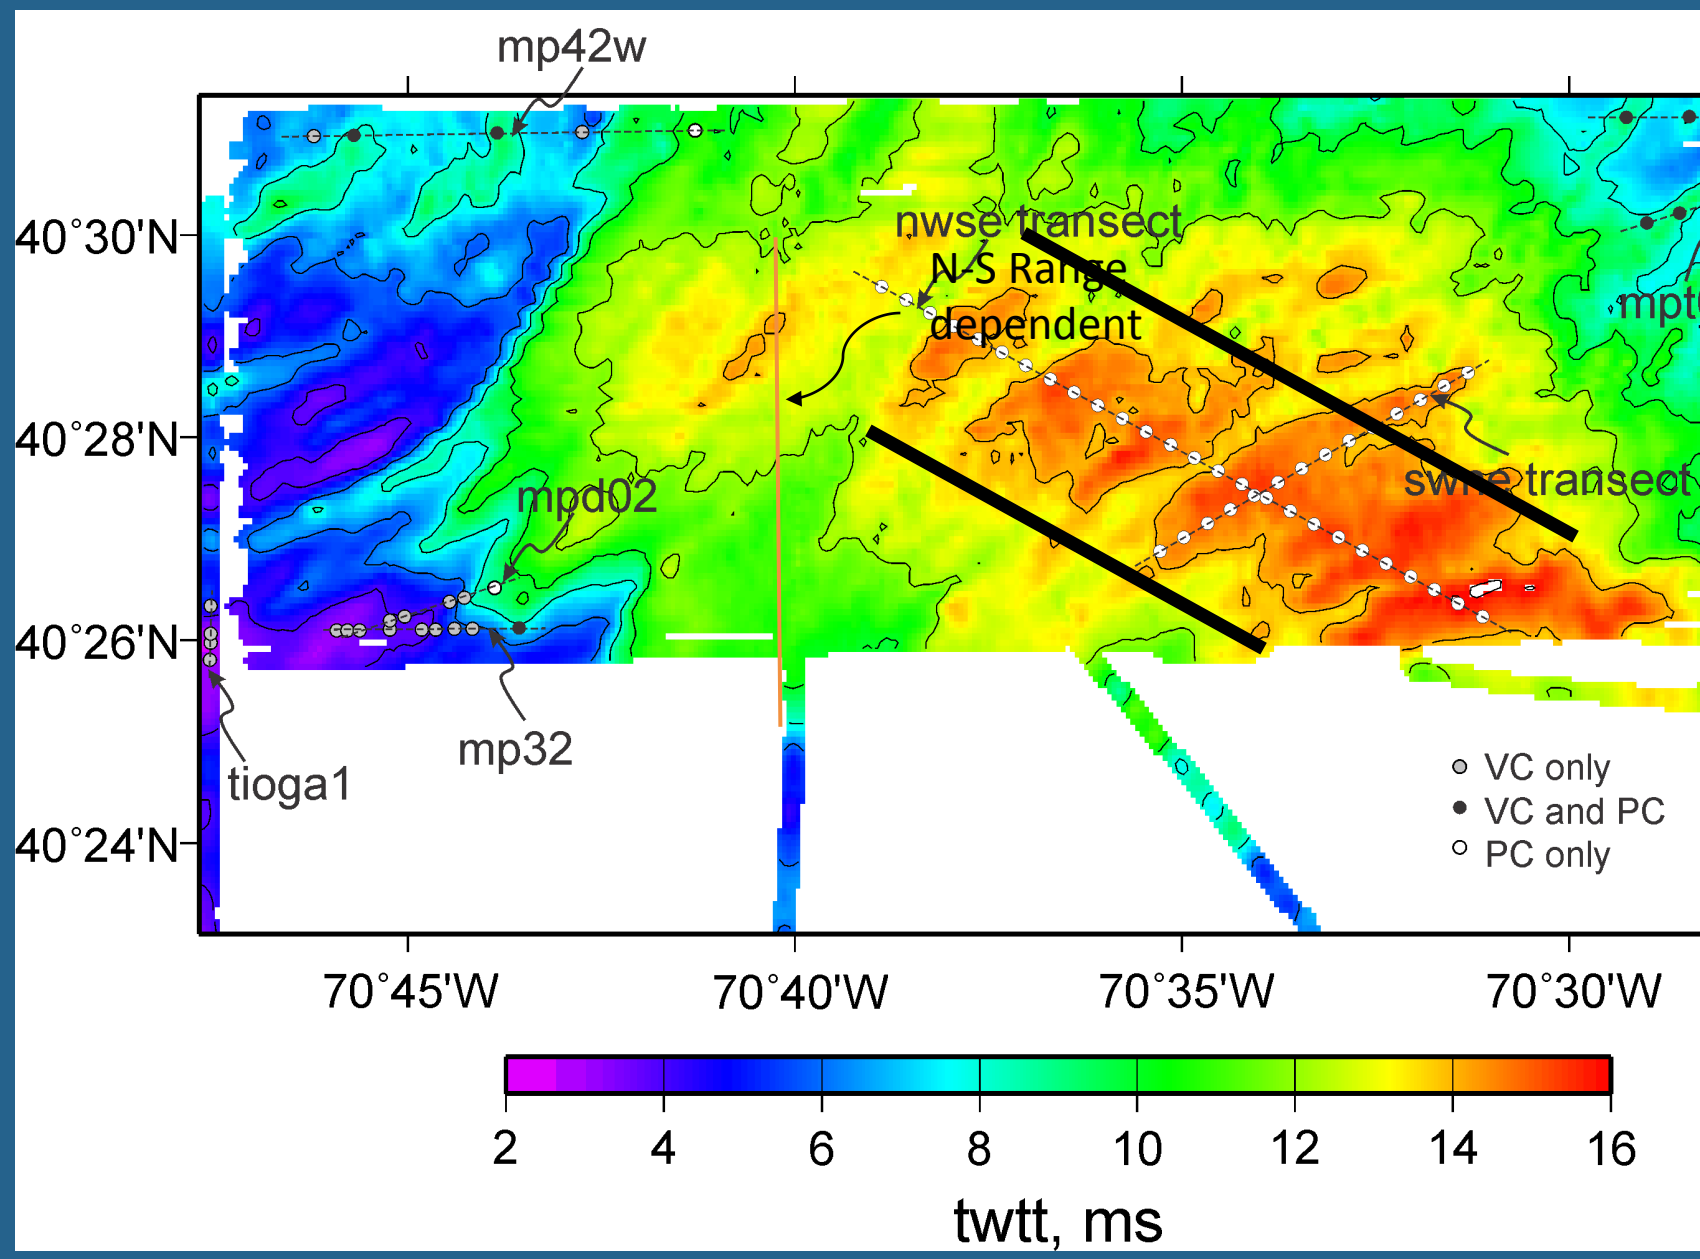 mp42w
nwse transect
N-S Range
dependent
swne transect
mpd02
mp32
tioga1
40°30'N
40°28'N
40°26'N
40°24'N
VC only
VC and PC
PC only
70°45'W
70°40'W
70°35'W
70°30'W
2 4 6 8 10 12 14 16
twtt, ms